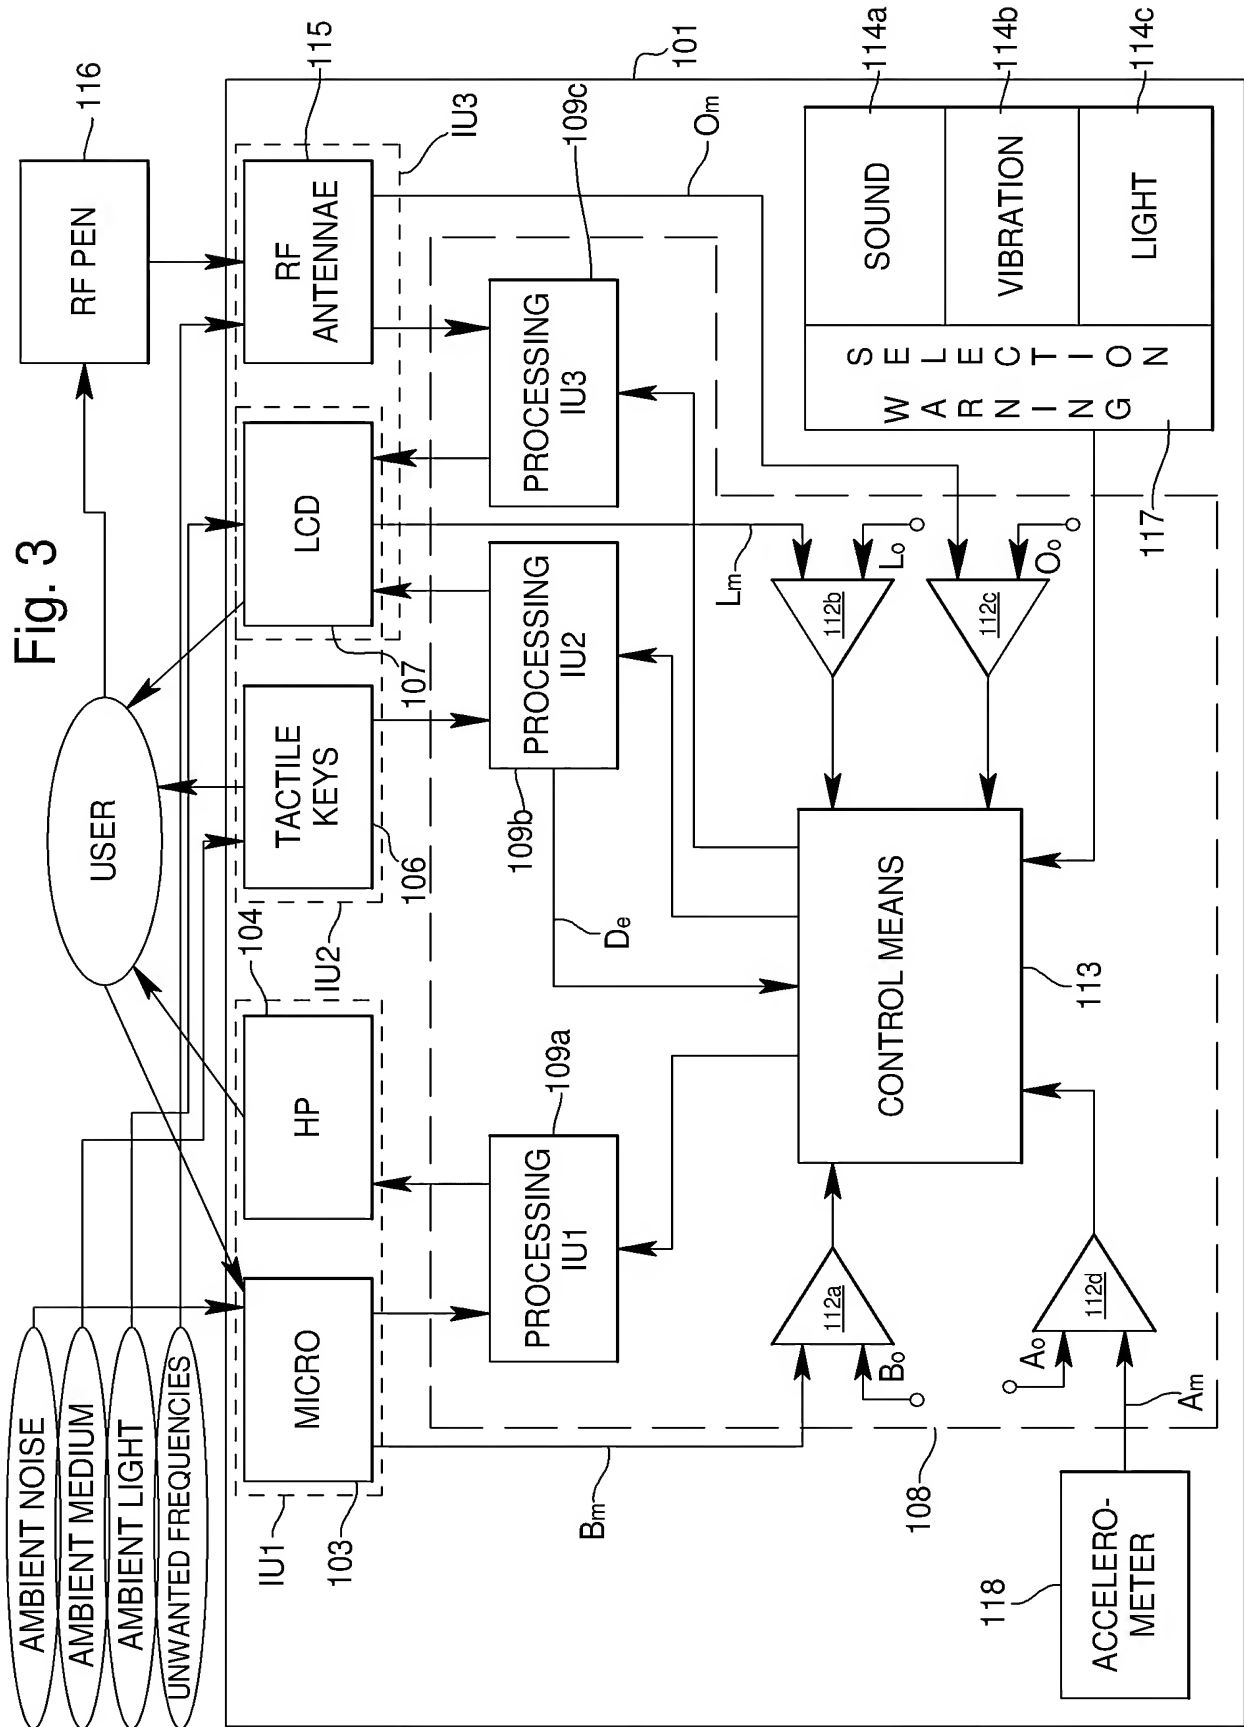 Fig. 3
AMBIENT NOISE
AMBIENT MEDIUM
AMBIENT LIGHT
UNWANTED FREQUENCIES
USER
RF PEN
116
IU1
103
MICRO
104
HP
IU2
106
TACTILE
KEYS
107
LCD
RF
ANTENNAE
115
IU3
101
PROCESSING
IU1
109a
109b
PROCESSING
IU2
PROCESSING
IU3
109c
Bm
De
Lm
Om
112a
Bo
112b
Lo
112c
Oo
112d
Ao
Am
CONTROL MEANS
113
108
118
ACCELERO-
METER
117
WARNING
SELECTION
SOUND
114a
VIBRATION
114b
LIGHT
114c